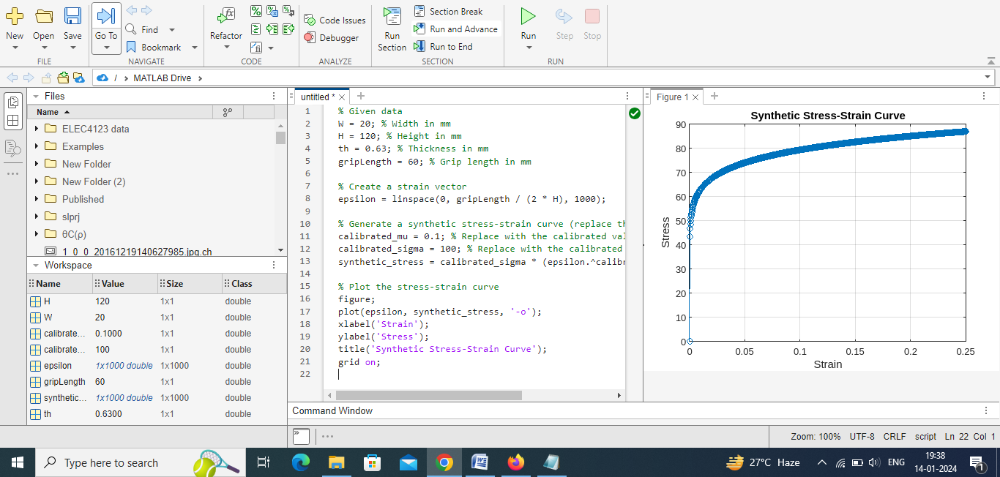 New
Open
Save
FILE
Go To
Find
Bookmark
NAVIGATE
Refactor
CODE
Code Issues
Debugger
ANALYZE
Run
Section
Section Break
Run and Advance
Run to End
SECTION
Run
Step
Stop
RUN
/ › MATLAB Drive ›
Files
Name
ELEC4123 data
Examples
New Folder
New Folder (2)
Published
slprj
θC(ρ)
1_0_0_20161219140627985.jpg.ch
Workspace
Name Value Size Class
H 120 1x1 double
W 20 1x1 double
calibrate... 0.1000 1x1 double
calibrate... 100 1x1 double
epsilon 1x1000 double 1x1000 double
gripLength 60 1x1 double
synthetic... 1x1000 double 1x1000 double
th 0.6300 1x1 double
untitled *
1 % Given data
2 W = 20; % Width in mm
3 H = 120; % Height in mm
4 th = 0.63; % Thickness in mm
5 gripLength = 60; % Grip length in mm
6
7 % Create a strain vector
8 epsilon = linspace(0, gripLength / (2 * H), 1000);
9
10 % Generate a synthetic stress-strain curve (replace th
11 calibrated_mu = 0.1; % Replace with the calibrated val
12 calibrated_sigma = 100; % Replace with the calibrated
13 synthetic_stress = calibrated_sigma * (epsilon.^calibr
14
15 % Plot the stress-strain curve
16 figure;
17 plot(epsilon, synthetic_stress, '-o');
18 xlabel('Strain');
19 ylabel('Stress');
20 title('Synthetic Stress-Strain Curve');
21 grid on;
22
Figure 1
Synthetic Stress-Strain Curve
90
80
70
60
50
40
30
20
10
0
Stress
0 0.05 0.1 0.15 0.2 0.25
Strain
Command Window
Zoom: 100% UTF-8 CRLF script Ln 22 Col 1
Type here to search
27°C Haze
ENG
19:38
14-01-2024
1